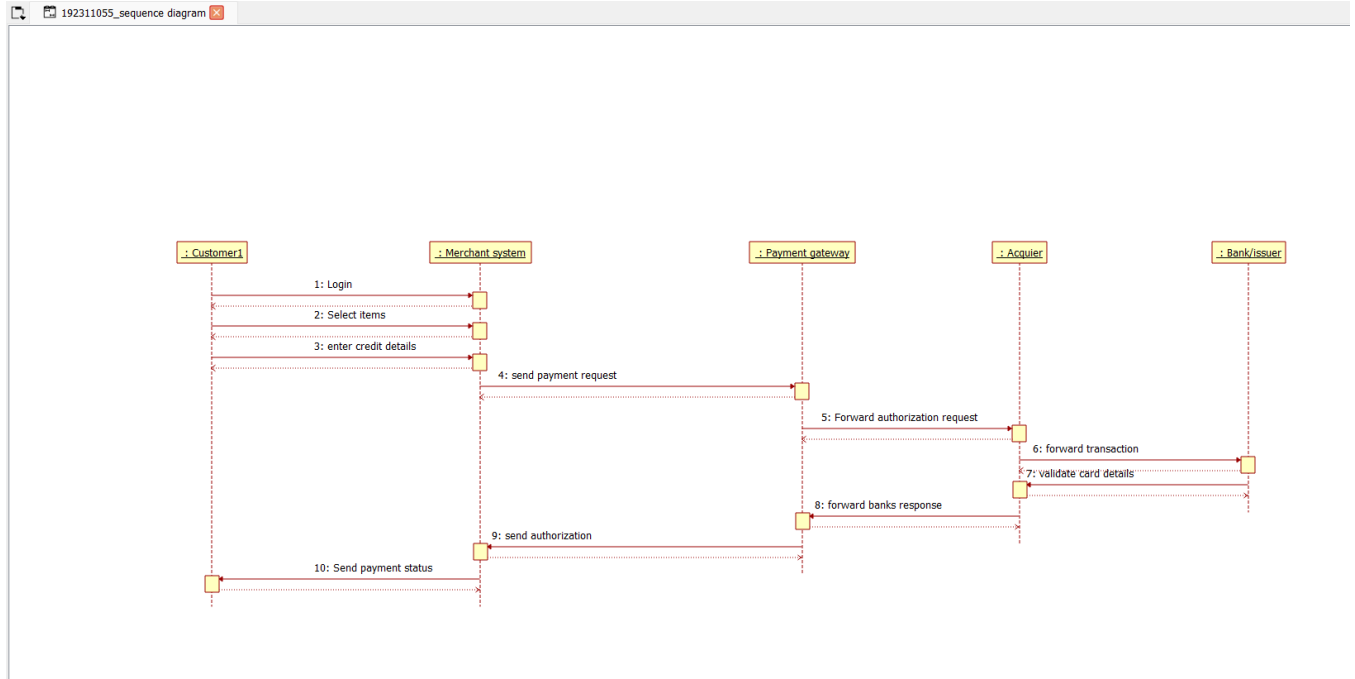 192311055_sequence diagram
: Customer1
: Merchant system
: Payment gateway
: Acquier
: Bank/issuer
1: Login
2: Select items
3: enter credit details
4: send payment request
5: Forward authorization request
6: forward transaction
7: validate card details
8: forward banks response
9: send authorization
10: Send payment status